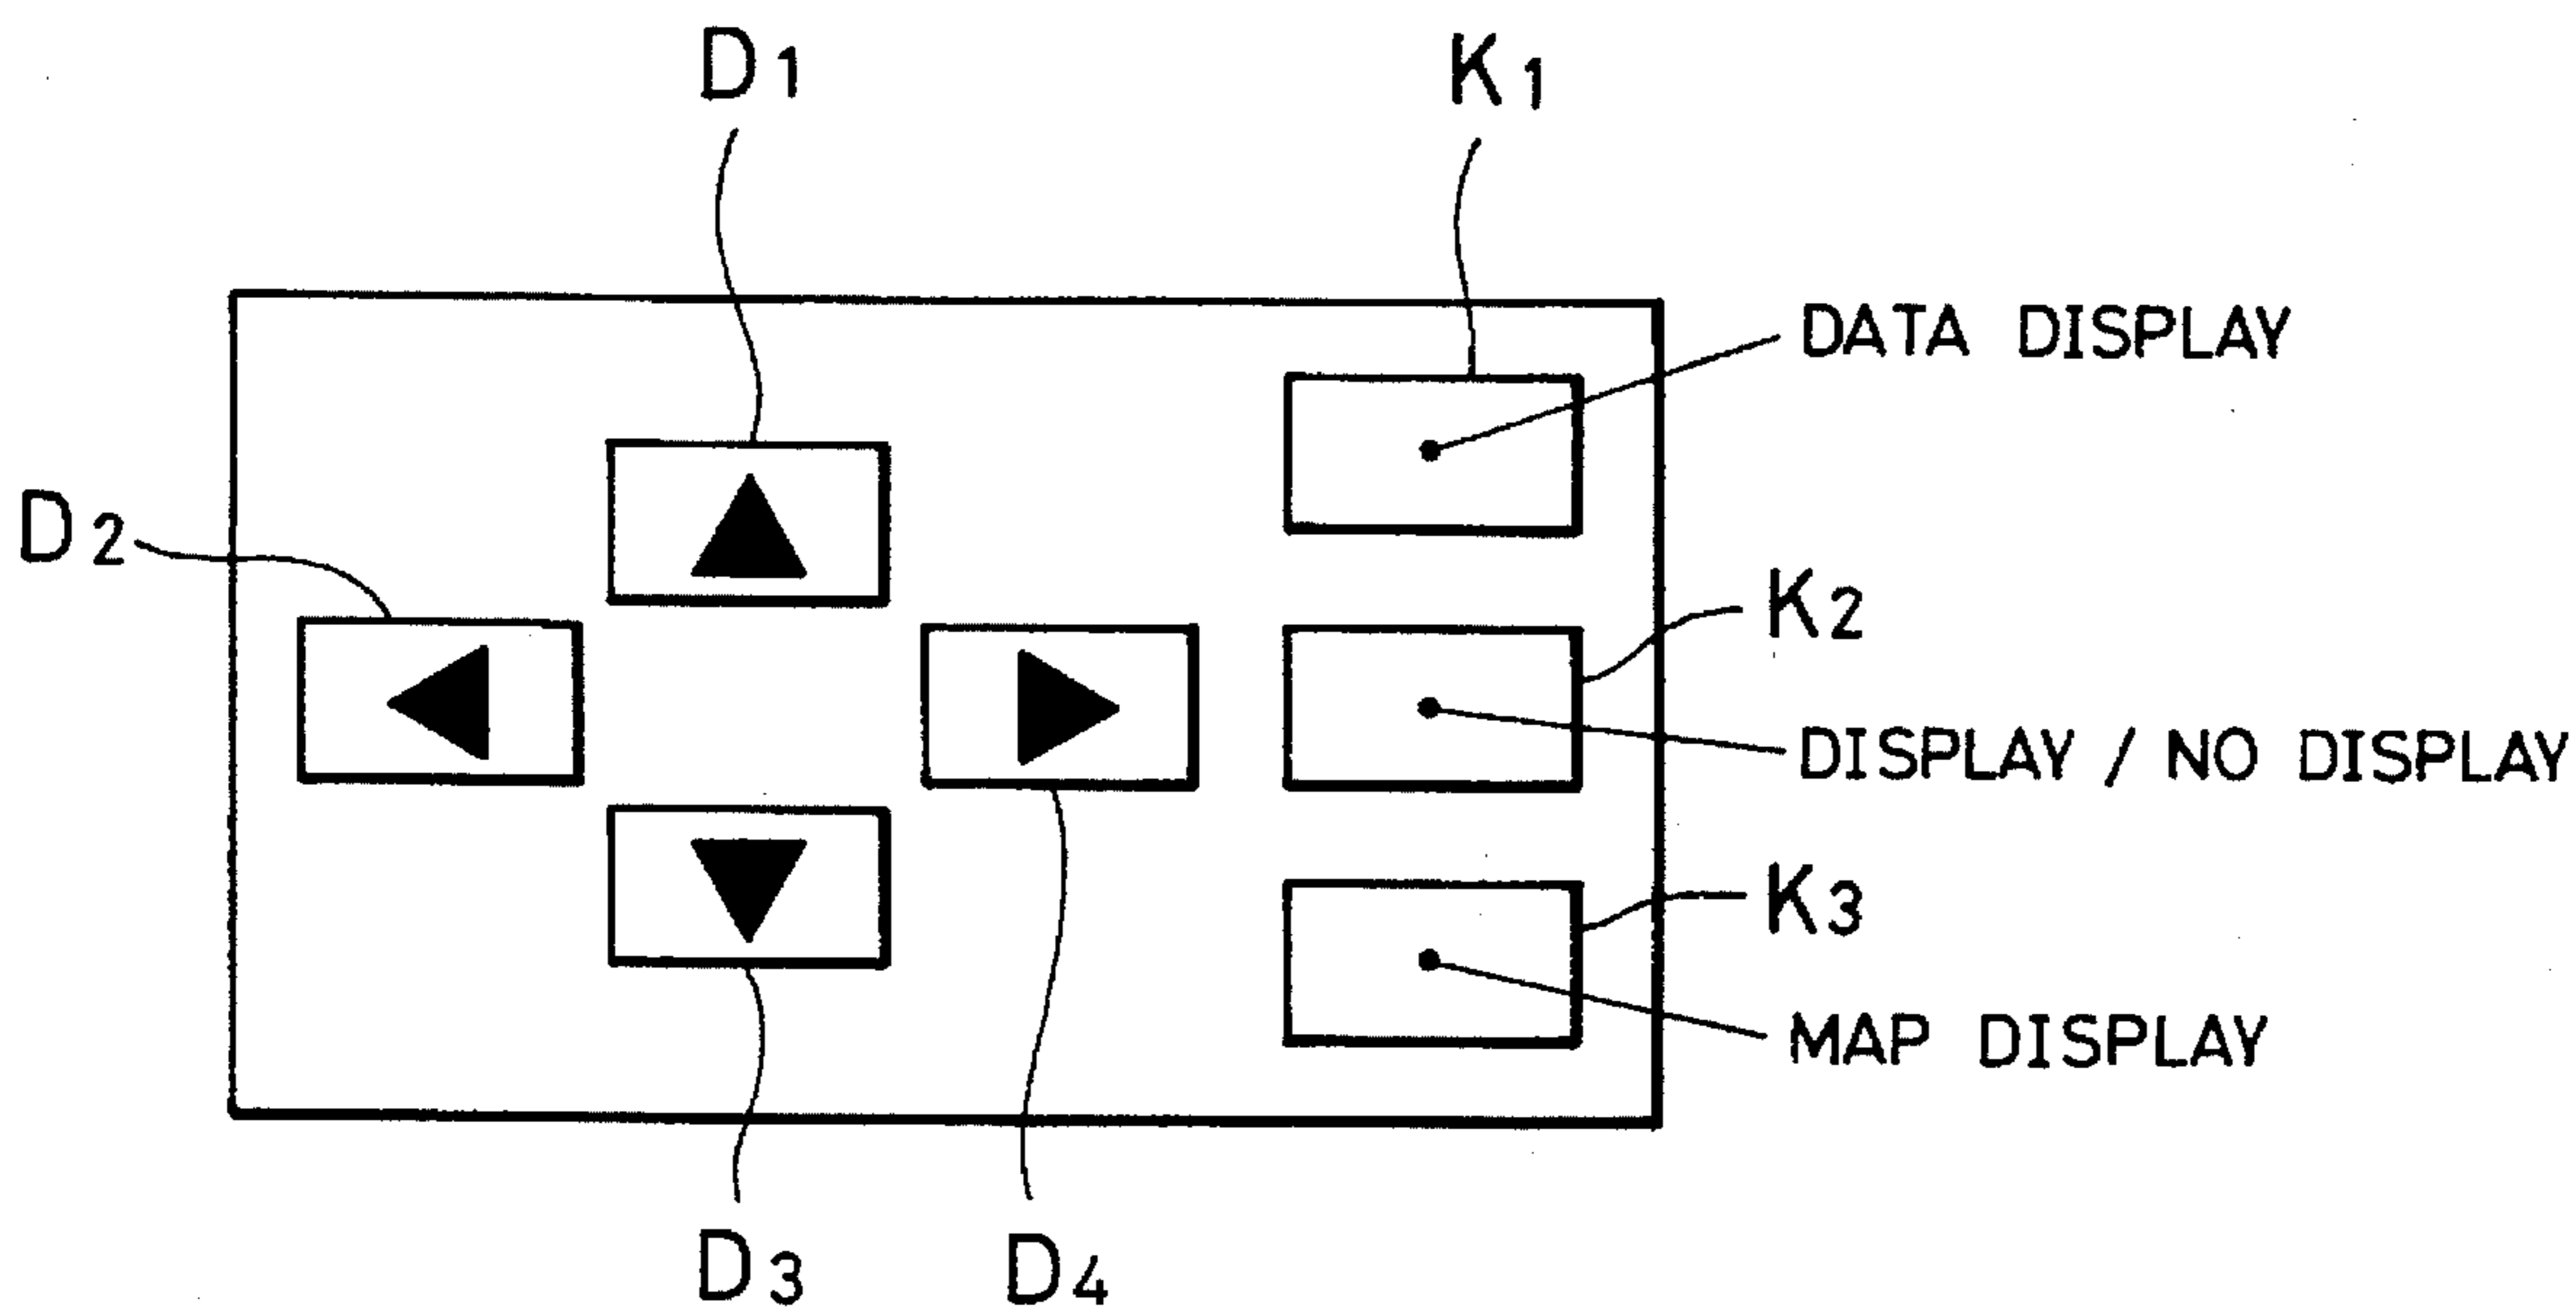 D1
K1
DATA DISPLAY
D2
K2
DISPLAY / NO DISPLAY
K3
MAP DISPLAY
D3
D4